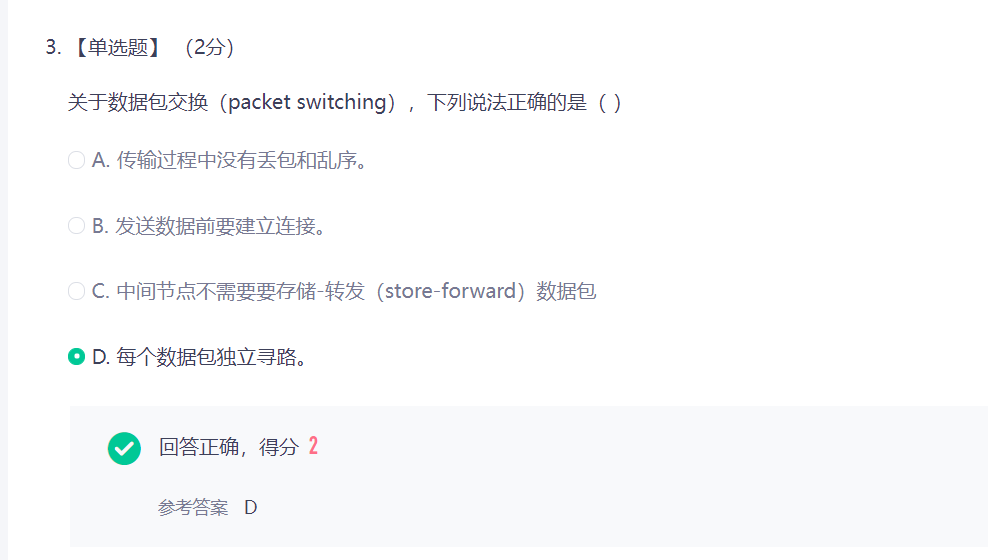 3. 【单选题】 （2分）
关于数据包交换（packet switching），下列说法正确的是（ ）
A. 传输过程中没有丢包和乱序。
B. 发送数据前要建立连接。
C. 中间节点不需要要存储-转发（store-forward）数据包
D. 每个数据包独立寻路。
回答正确，得分 2
参考答案 D